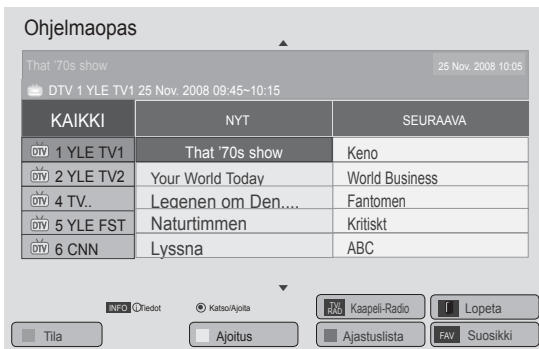 Ohjelmaopas
That '70s show 25 Nov. 2008 10:05
DTV 1 YLE TV1 25 Nov. 2008 09:45~10:15
KAIKKI NYT SEURAAVA
DTV 1 YLE TV1 That '70s show Keno
DTV 2 YLE TV2 Your World Today World Business
DTV 4 TV.. Legenen om Den.... Fantomen
DTV 5 YLE FST Naturtimmen Kritiskt
DTV 6 CNN Lyssna ABC
INFO ⓘTiedot Katso/Ajoita TV/RAD Kaapeli-Radio Lopeta
Tila Ajoitus Ajastuslista FAV Suosikki